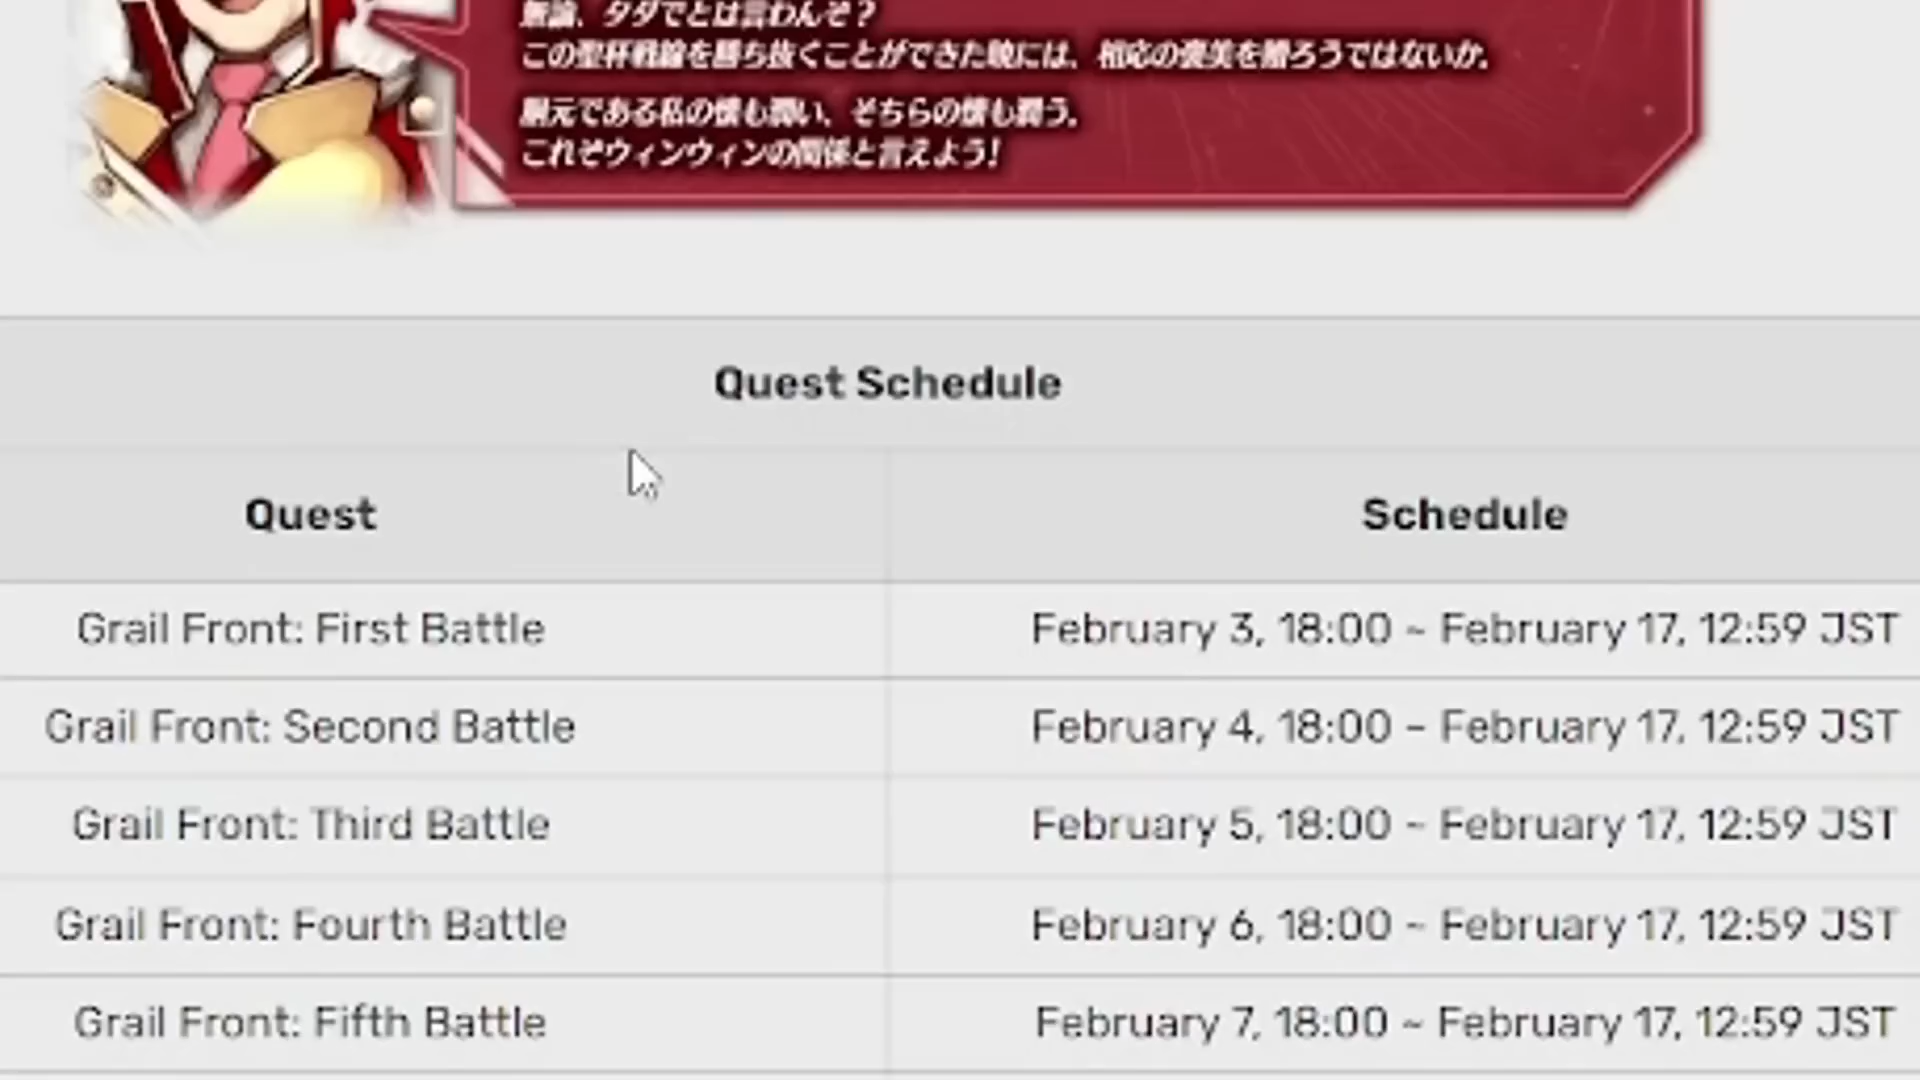 無論、タダでとは言わんぞ？
この聖杯戦線を勝ち抜くことができた暁には、相応の褒美を贈ろうではないか。
胴元である私の懐も潤い、そちらの懐も潤う。
これぞウィンウィンの関係と言えよう！
Quest Schedule
Quest Schedule
Grail Front: First Battle February 3, 18:00 ~ February 17, 12:59 JST
Grail Front: Second Battle February 4, 18:00 ~ February 17, 12:59 JST
Grail Front: Third Battle February 5, 18:00 ~ February 17, 12:59 JST
Grail Front: Fourth Battle February 6, 18:00 ~ February 17, 12:59 JST
Grail Front: Fifth Battle February 7, 18:00 ~ February 17, 12:59 JST